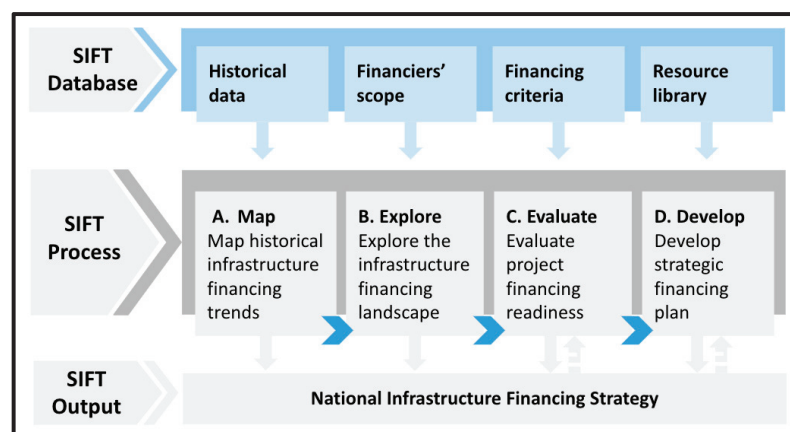 SIFT
Database
Historical
data
Financiers’
scope
Financing
criteria
Resource
library
SIFT
Process
A. Map
Map historical
infrastructure
financing
trends
B. Explore
Explore the
infrastructure
financing
landscape
C. Evaluate
Evaluate
project
financing
readiness
D. Develop
Develop
strategic
financing
plan
SIFT
Output
National Infrastructure Financing Strategy